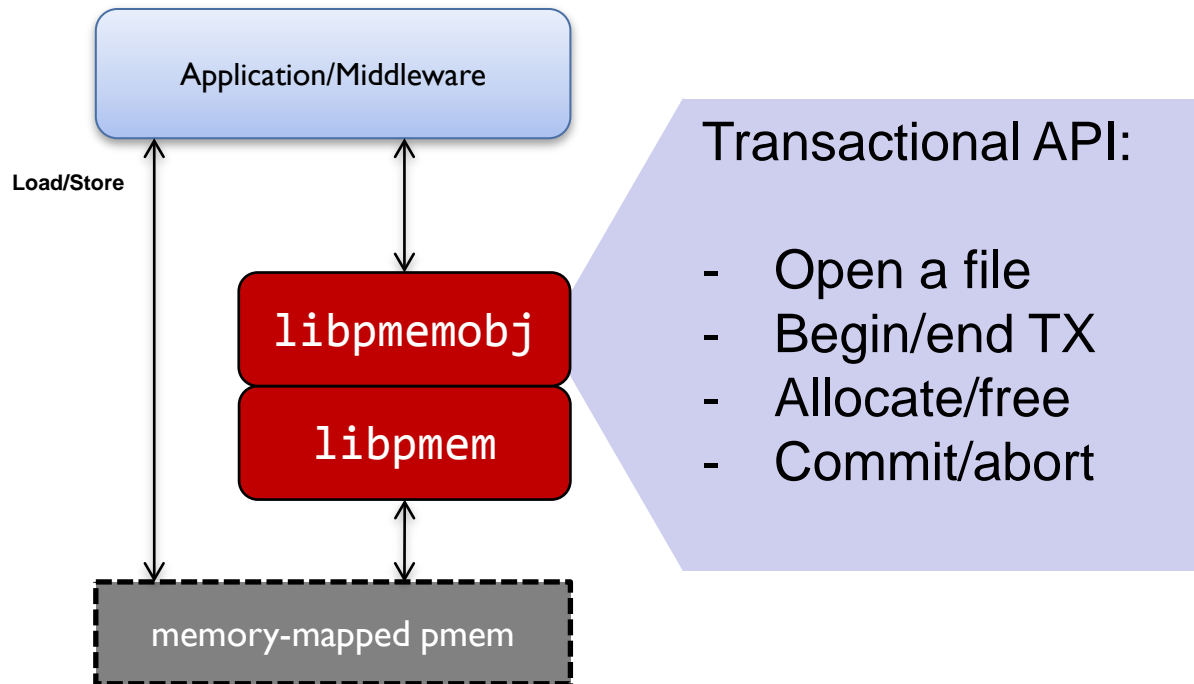 Application/Middleware
Load/Store
libpmemobj
libpmem
memory-mapped pmem
Transactional API:
- Open a file
- Begin/end TX
- Allocate/free
- Commit/abort